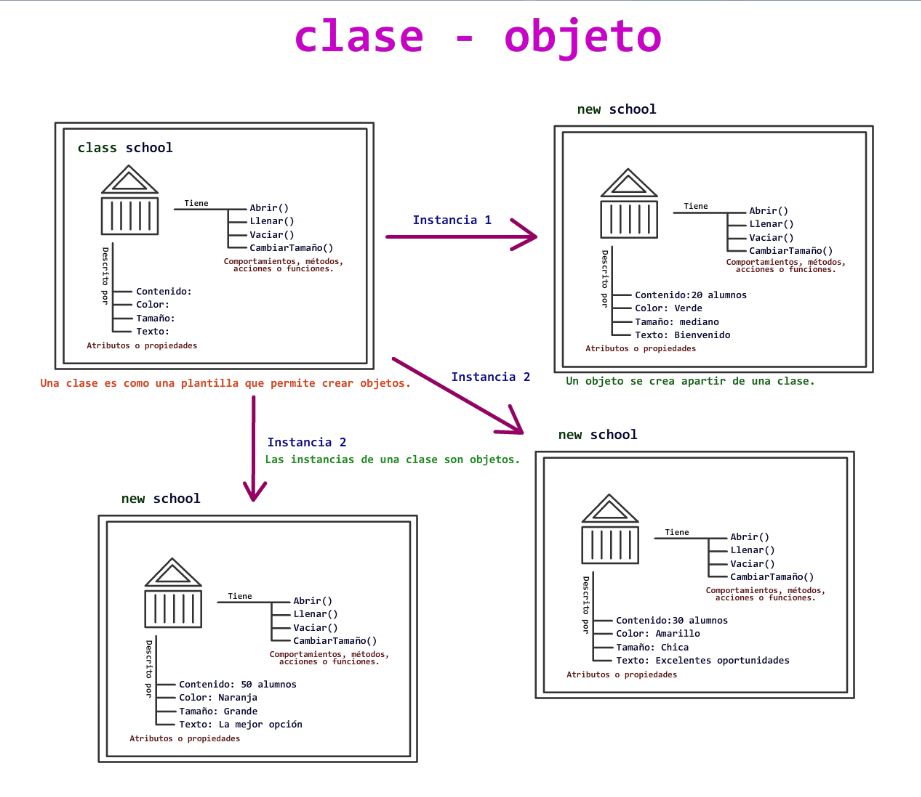 clase - objeto
class school
Tiene
Abrir()
Llenar()
Vaciar()
CambiarTamaño()
Comportamientos, métodos,
acciones o funciones.
Descrito por
Contenido:
Color:
Tamaño:
Texto:
Atributos o propiedades
Una clase es como una plantilla que permite crear objetos.
Instancia 1
new school
Tiene
Abrir()
Llenar()
Vaciar()
CambiarTamaño()
Comportamientos, métodos,
acciones o funciones.
Descrito por
Contenido:20 alumnos
Color: Verde
Tamaño: mediano
Texto: Bienvenido
Atributos o propiedades
Un objeto se crea apartir de una clase.
Instancia 2
new school
Tiene
Abrir()
Llenar()
Vaciar()
CambiarTamaño()
Comportamientos, métodos,
acciones o funciones.
Descrito por
Contenido:30 alumnos
Color: Amarillo
Tamaño: Chica
Texto: Excelentes oportunidades
Atributos o propiedades
Instancia 2
Las instancias de una clase son objetos.
new school
Tiene
Abrir()
Llenar()
Vaciar()
CambiarTamaño()
Comportamientos, métodos,
acciones o funciones.
Descrito por
Contenido: 50 alumnos
Color: Naranja
Tamaño: Grande
Texto: La mejor opción
Atributos o propiedades